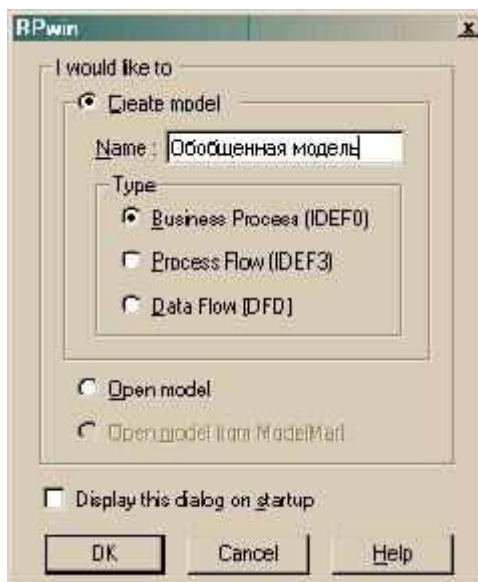 BPwin
I would like to
Create model
Name : Обобщенная модель
Type
Business Process (IDEF0)
Process Flow (IDEF3)
Data Flow (DFD)
Open model
Open model from ModelMart
Display this dialog on startup
OK Cancel Help